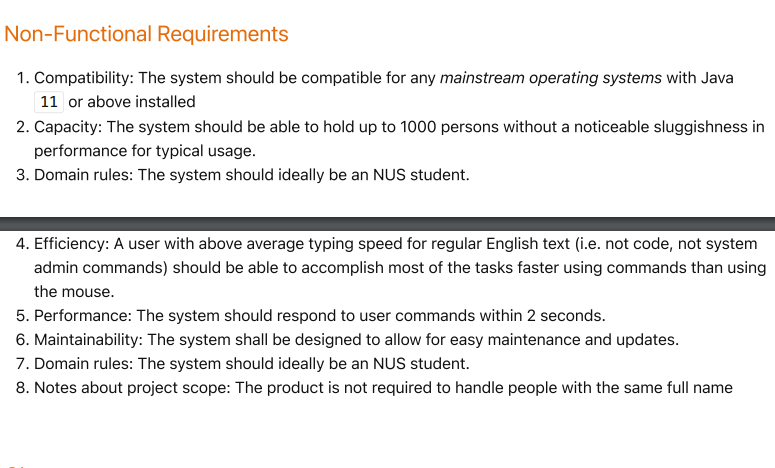 Non-Functional Requirements
1. Compatibility: The system should be compatible for any mainstream operating systems with Java
11 or above installed
2. Capacity: The system should be able to hold up to 1000 persons without a noticeable sluggishness in
performance for typical usage.
3. Domain rules: The system should ideally be an NUS student.
4. Efficiency: A user with above average typing speed for regular English text (i.e. not code, not system
admin commands) should be able to accomplish most of the tasks faster using commands than using
the mouse.
5. Performance: The system should respond to user commands within 2 seconds.
6. Maintainability: The system shall be designed to allow for easy maintenance and updates.
7. Domain rules: The system should ideally be an NUS student.
8. Notes about project scope: The product is not required to handle people with the same full name